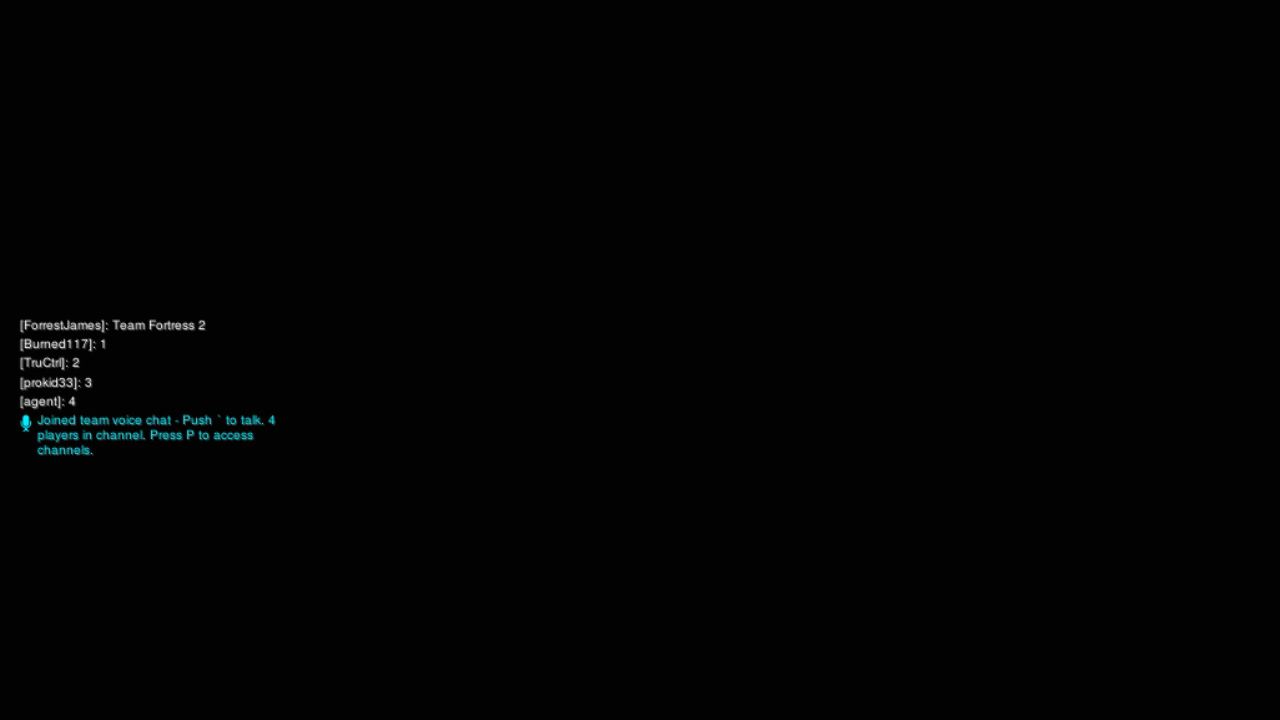 [ForrestJames]: Team Fortress 2
[Burned117]: 1
[TruCtrl]: 2
[prokid33]: 3
[agent]: 4
Joined team voice chat - Push ` to talk. 4
players in channel. Press P to access
channels.